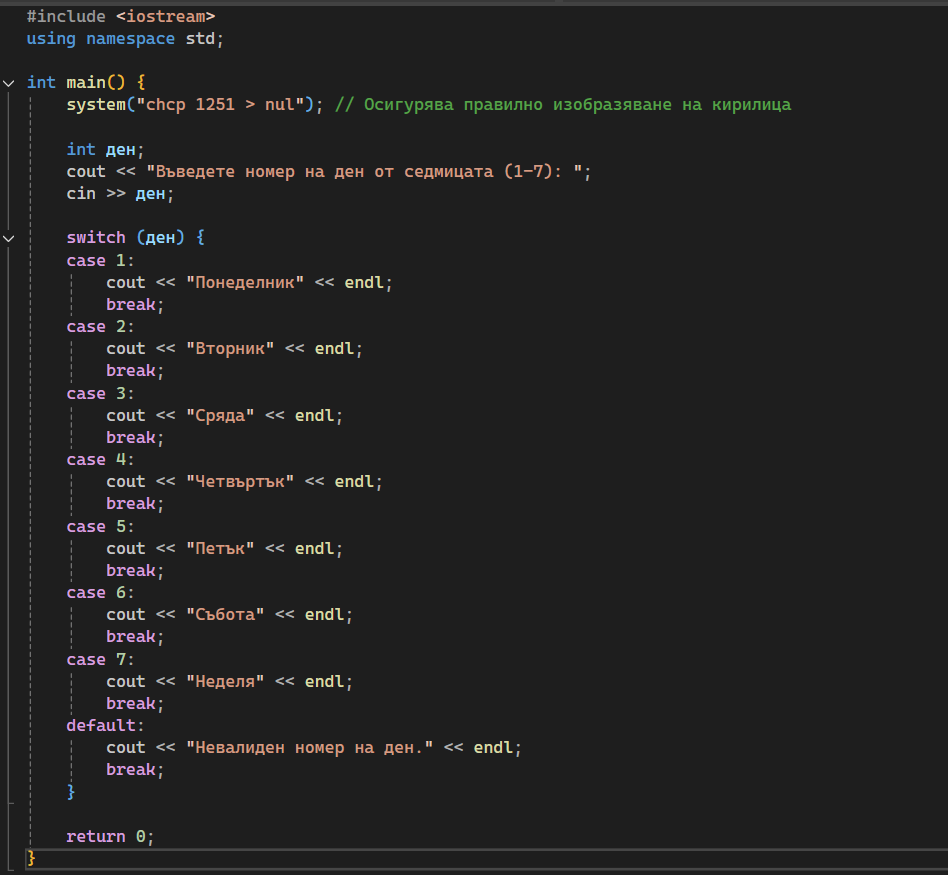 #include <iostream>
using namespace std;
int main() {
system("chcp 1251 > nul"); // Осигурява правилно изобразяване на кирилица
int ден;
cout << "Въведете номер на ден от седмицата (1-7): ";
cin >> ден;
switch (ден) {
case 1:
cout << "Понеделник" << endl;
break;
case 2:
cout << "Вторник" << endl;
break;
case 3:
cout << "Сряда" << endl;
break;
case 4:
cout << "Четвъртък" << endl;
break;
case 5:
cout << "Петък" << endl;
break;
case 6:
cout << "Събота" << endl;
break;
case 7:
cout << "Неделя" << endl;
break;
default:
cout << "Невалиден номер на ден." << endl;
break;
}
return 0;
}